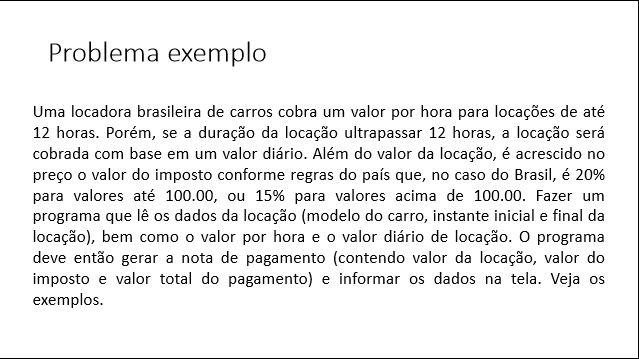 Problema exemplo
Uma locadora brasileira de carros cobra um valor por hora para locações de até
12 horas. Porém, se a duração da locação ultrapassar 12 horas, a locação será
cobrada com base em um valor diário. Além do valor da locação, é acrescido no
preço o valor do imposto conforme regras do país que, no caso do Brasil, é 20%
para valores até 100.00, ou 15% para valores acima de 100.00. Fazer um
programa que lê os dados da locação (modelo do carro, instante inicial e final da
locação), bem como o valor por hora e o valor diário de locação. O programa
deve então gerar a nota de pagamento (contendo valor da locação, valor do
imposto e valor total do pagamento) e informar os dados na tela. Veja os
exemplos.